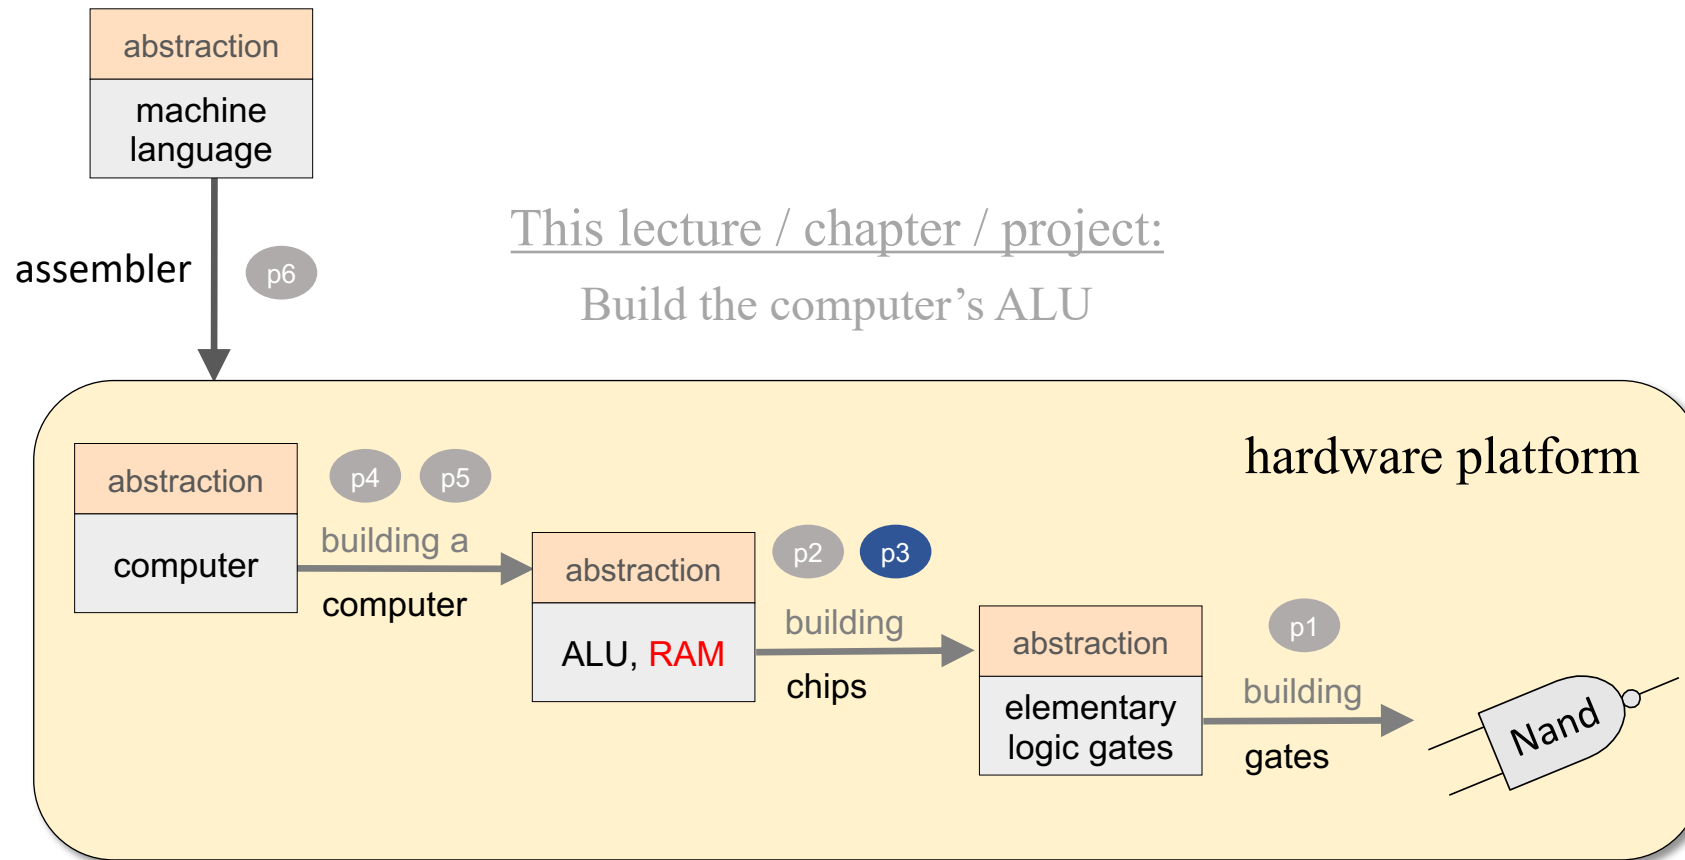 abstraction
machine
language
This lecture / chapter / project:
assembler
p6
Build the computer’s ALU
hardware platform
abstraction
computer
p4
p5
building a
computer
abstraction
ALU, RAM
p2
p3
building
chips
abstraction
elementary
logic gates
p1
building
gates
Nand